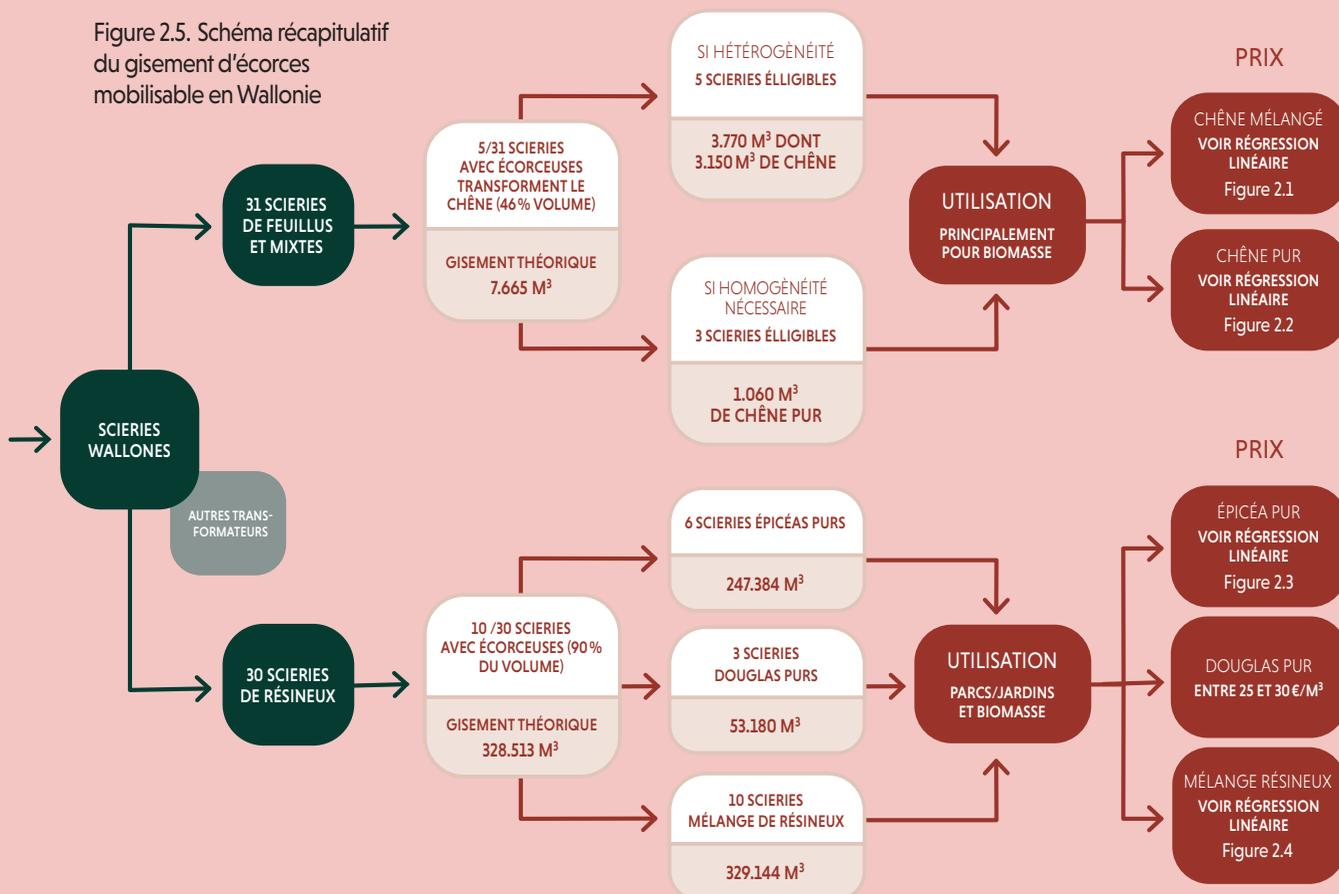 Figure 2.5. Schéma récapitulatif
du gisement d'écorces
mobilisable en Wallonie
SCIERIES
WALLONES
AUTRES TRANS-
FORMATEURS
31 SCIERIES
DE FEUILLUS
ET MIXTES
5/31 SCIERIES
AVEC ÉCORCEUSES
TRANSFORMENT LE
CHÊNE (46 % VOLUME)
GISEMENT THÉORIQUE
7.665 M³
SI HÉTÉROGÈNÉITÉ
5 SCIERIES ÉLLIGIBLES
3.770 M³ DONT
3.150 M³ DE CHÊNE
SI HOMOGÈNÉITÉ
NÉCESSAIRE
3 SCIERIES ÉLLIGIBLES
1.060 M³
DE CHÊNE PUR
UTILISATION
PRINCIPALEMENT
POUR BIOMASSE
PRIX
CHÊNE MÉLANGÉ
VOIR RÉGRESSION
LINÉAIRE
Figure 2.1
CHÊNE PUR
VOIR RÉGRESSION
LINÉAIRE
Figure 2.2
30 SCIERIES
DE RÉSINEUX
10 /30 SCIERIES
AVEC ÉCORCEUSES (90 %
DU VOLUME)
GISEMENT THÉORIQUE
328.513 M³
6 SCIERIES ÉPICÉAS PURS
247.384 M³
3 SCIERIES
DOUGLAS PURS
53.180 M³
10 SCIERIES
MÉLANGE DE RÉSINEUX
329.144 M³
UTILISATION
PARCS/JARDINS
ET BIOMASSE
PRIX
ÉPICÉA PUR
VOIR RÉGRESSION
LINÉAIRE
Figure 2.3
DOUGLAS PUR
ENTRE 25 ET 30 €/M³
MÉLANGE RÉSINEUX
VOIR RÉGRESSION
LINÉAIRE
Figure 2.4